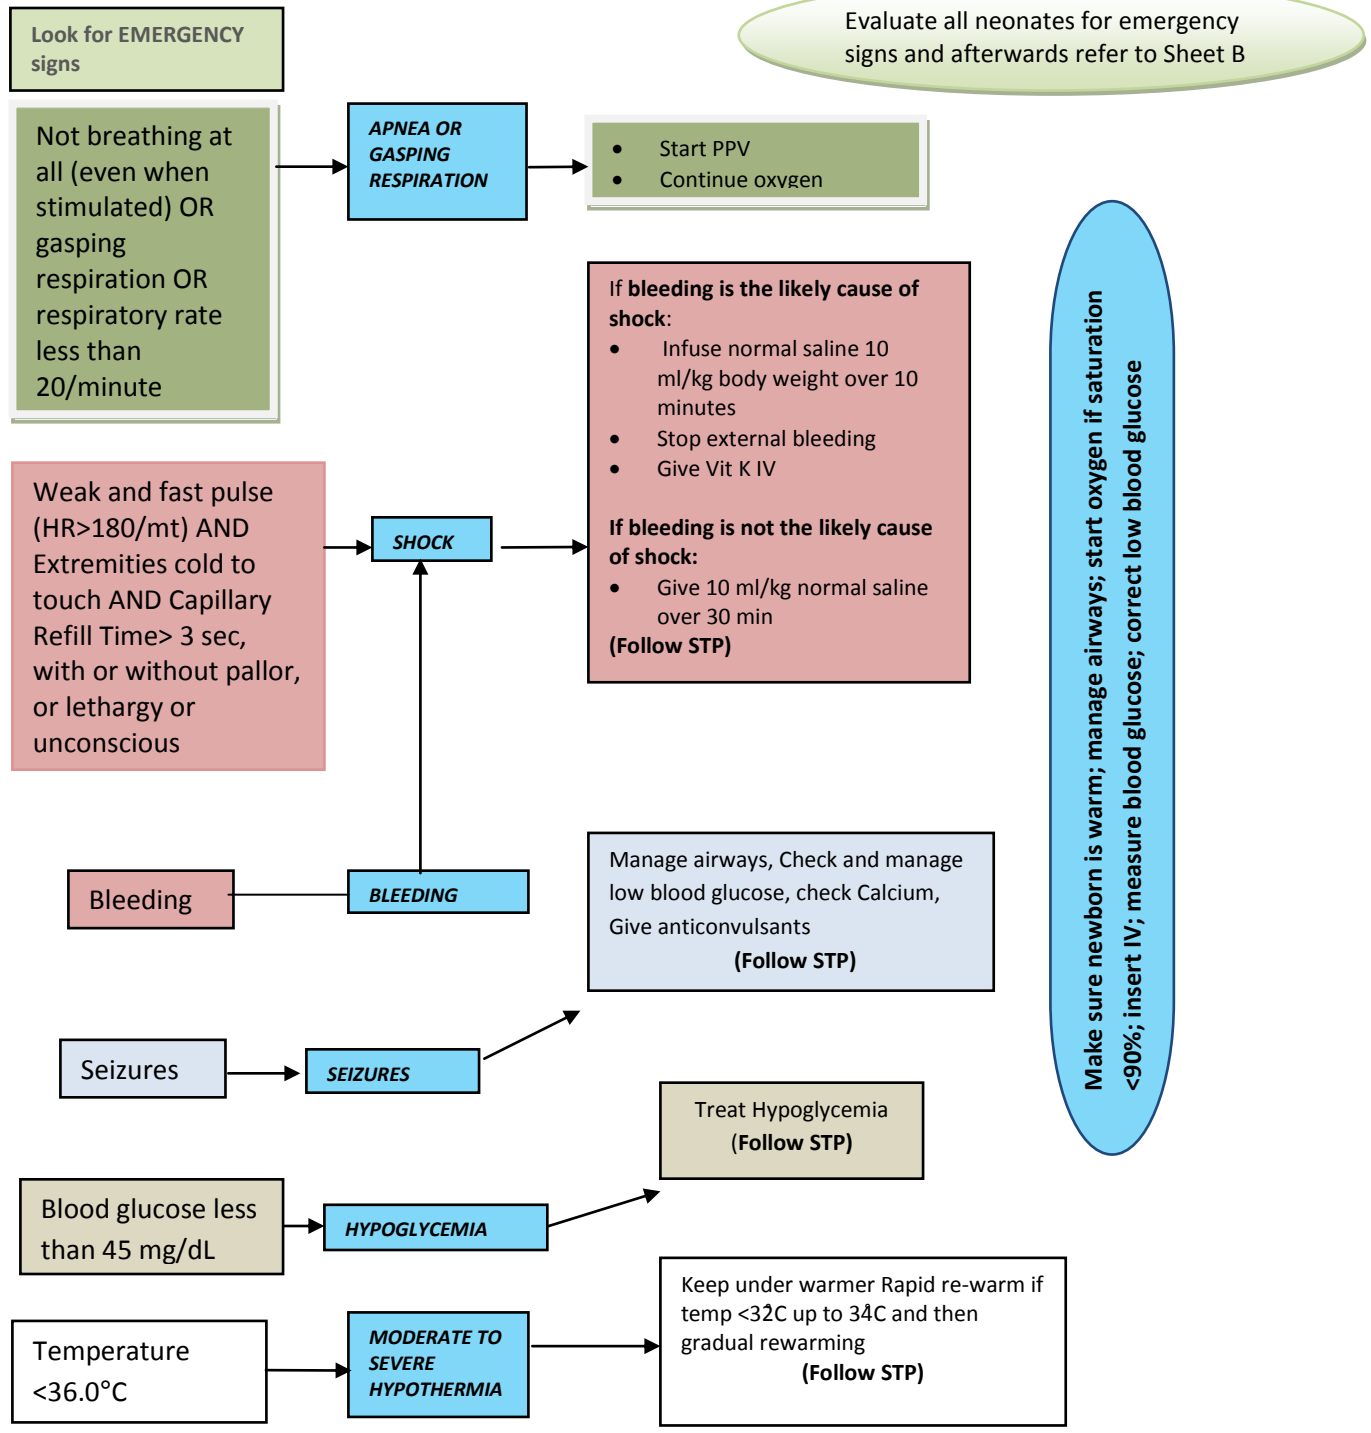 Look for EMERGENCY
signs
Evaluate all neonates for emergency
signs and afterwards refer to Sheet B
Not breathing at
all (even when
stimulated) OR
gasping
respiration OR
respiratory rate
less than
20/minute
APNEA OR
GASPING
RESPIRATION
• Start PPV
• Continue oxygen
Weak and fast pulse
(HR>180/mt) AND
Extremities cold to
touch AND Capillary
Refill Time> 3 sec,
with or without pallor,
or lethargy or
unconscious
SHOCK
If bleeding is the likely cause of
shock:
• Infuse normal saline 10
ml/kg body weight over 10
minutes
• Stop external bleeding
• Give Vit K IV
If bleeding is not the likely cause
of shock:
• Give 10 ml/kg normal saline
over 30 min
(Follow STP)
Bleeding
BLEEDING
Seizures
SEIZURES
Manage airways, Check and manage
low blood glucose, check Calcium,
Give anticonvulsants
(Follow STP)
Blood glucose less
than 45 mg/dL
HYPOGLYCEMIA
Treat Hypoglycemia
(Follow STP)
Temperature
<36.0°C
MODERATE TO
SEVERE
HYPOTHERMIA
Keep under warmer Rapid re-warm if
temp <32°C up to 34°C and then
gradual rewarming
(Follow STP)
Make sure newborn is warm; manage airways; start oxygen if saturation
<90%; insert IV; measure blood glucose; correct low blood glucose